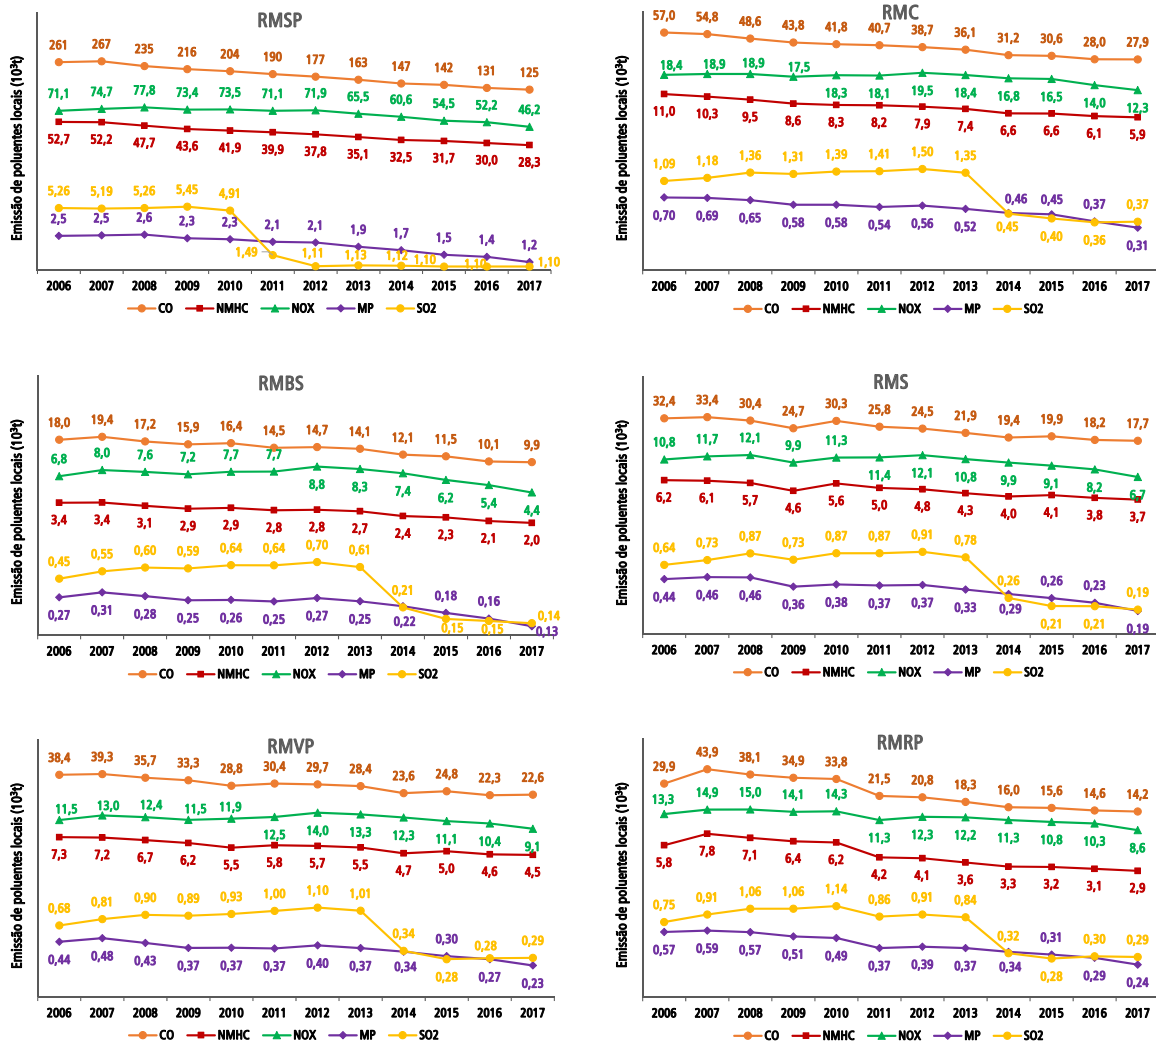 RMSP
Emissão de poluentes locais (10³t)
261 267 235 216 204 190 177 163 147 142 131 125
71,1 74,7 77,8 73,4 73,5 71,1 71,9 65,5 60,6 54,5 52,2 46,2
52,7 52,2 47,7 43,6 41,9 39,9 37,8 35,1 32,5 31,7 30,0 28,3
5,26 5,19 5,26 5,45 4,91 1,49 1,11 1,13 1,12 1,10 1,10 1,10
2,5 2,5 2,6 2,3 2,3 2,1 2,1 1,9 1,7 1,5 1,4 1,2
2006 2007 2008 2009 2010 2011 2012 2013 2014 2015 2016 2017
CO NMHC NOX MP SO2
RMC
Emissão de poluentes locais (10³t)
57,0 54,8 48,6 43,8 41,8 40,7 38,7 36,1 31,2 30,6 28,0 27,9
18,4 18,9 18,9 17,5 18,3 18,1 19,5 18,4 16,8 16,5 14,0 12,3
11,0 10,3 9,5 8,6 8,3 8,2 7,9 7,4 6,6 6,6 6,1 5,9
1,09 1,18 1,36 1,31 1,39 1,41 1,50 1,35 0,45 0,40 0,36 0,37
0,70 0,69 0,65 0,58 0,58 0,54 0,56 0,52 0,46 0,45 0,37 0,31
2006 2007 2008 2009 2010 2011 2012 2013 2014 2015 2016 2017
CO NMHC NOX MP SO2
RMBS
Emissão de poluentes locais (10³t)
18,0 19,4 17,2 15,9 16,4 14,5 14,7 14,1 12,1 11,5 10,1 9,9
6,8 8,0 7,6 7,2 7,7 7,7 8,8 8,3 7,4 6,2 5,4 4,4
3,4 3,4 3,1 2,9 2,9 2,8 2,8 2,7 2,4 2,3 2,1 2,0
0,45 0,55 0,60 0,59 0,64 0,64 0,70 0,61 0,21 0,15 0,15 0,14
0,27 0,31 0,28 0,25 0,26 0,25 0,27 0,25 0,22 0,18 0,16 0,13
2006 2007 2008 2009 2010 2011 2012 2013 2014 2015 2016 2017
CO NMHC NOX MP SO2
RMS
Emissão de poluentes locais (10³t)
32,4 33,4 30,4 24,7 30,3 25,8 24,5 21,9 19,4 19,9 18,2 17,7
10,8 11,7 12,1 9,9 11,3 11,4 12,1 10,8 9,9 9,1 8,2 6,7
6,2 6,1 5,7 4,6 5,6 5,0 4,8 4,3 4,0 4,1 3,8 3,7
0,64 0,73 0,87 0,73 0,87 0,87 0,91 0,78 0,26 0,21 0,21 0,19
0,44 0,46 0,46 0,36 0,38 0,37 0,37 0,33 0,29 0,26 0,23 0,19
2006 2007 2008 2009 2010 2011 2012 2013 2014 2015 2016 2017
CO NMHC NOX MP SO2
RMVP
Emissão de poluentes locais (10³t)
38,4 39,3 35,7 33,3 28,8 30,4 29,7 28,4 23,6 24,8 22,3 22,6
11,5 13,0 12,4 11,5 11,9 12,5 14,0 13,3 12,3 11,1 10,4 9,1
7,3 7,2 6,7 6,2 5,5 5,8 5,7 5,5 4,7 5,0 4,6 4,5
0,68 0,81 0,90 0,89 0,93 1,00 1,10 1,01 0,34 0,28 0,28 0,29
0,44 0,48 0,43 0,37 0,37 0,37 0,40 0,37 0,34 0,30 0,27 0,23
2006 2007 2008 2009 2010 2011 2012 2013 2014 2015 2016 2017
CO NMHC NOX MP SO2
RMRP
Emissão de poluentes locais (10³t)
29,9 43,9 38,1 34,9 33,8 21,5 20,8 18,3 16,0 15,6 14,6 14,2
13,3 14,9 15,0 14,1 14,3 11,3 12,3 12,2 11,3 10,8 10,3 8,6
5,8 7,8 7,1 6,4 6,2 4,2 4,1 3,6 3,3 3,2 3,1 2,9
0,75 0,91 1,06 1,06 1,14 0,86 0,91 0,84 0,32 0,28 0,30 0,29
0,57 0,59 0,57 0,51 0,49 0,37 0,39 0,37 0,34 0,31 0,29 0,24
2006 2007 2008 2009 2010 2011 2012 2013 2014 2015 2016 2017
CO NMHC NOX MP SO2